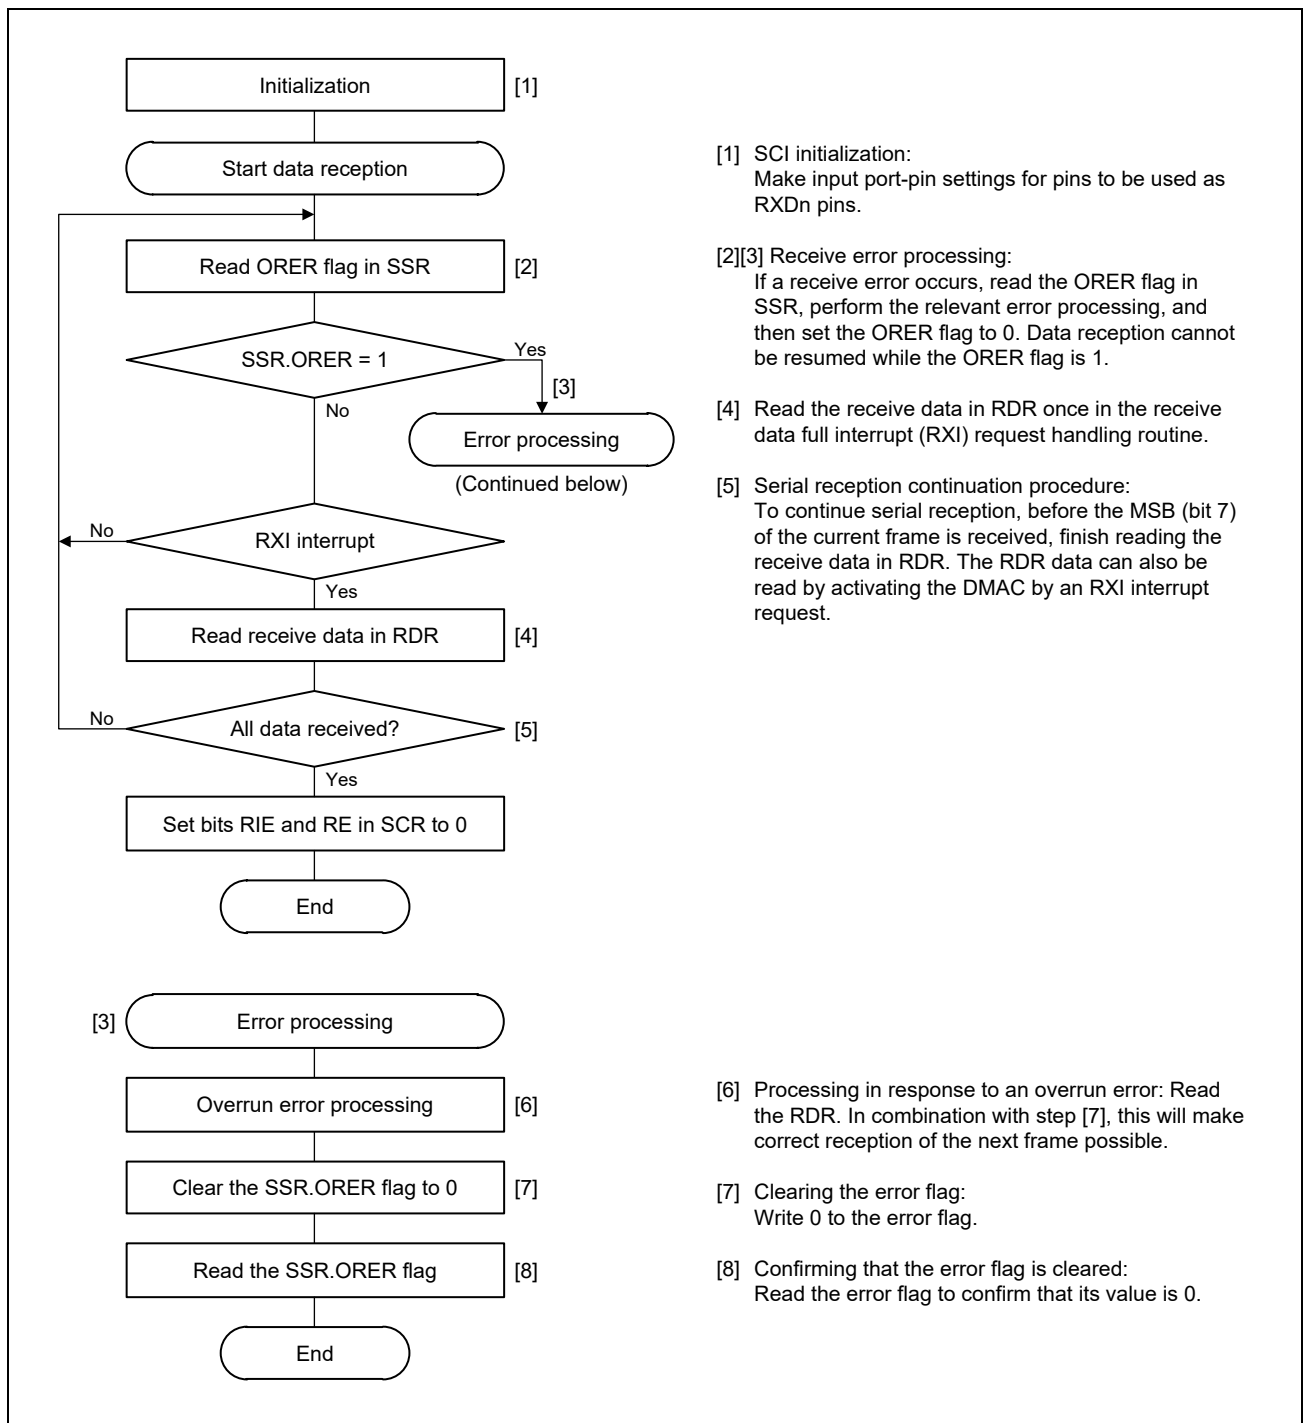 Initialization [1]
Start data reception
Read ORER flag in SSR [2]
SSR.ORER = 1
Yes
[3]
No
Error processing
(Continued below)
No
RXI interrupt
Yes
Read receive data in RDR [4]
No
All data received? [5]
Yes
Set bits RIE and RE in SCR to 0
End
[1] SCI initialization:
Make input port-pin settings for pins to be used as
RXDn pins.
[2][3] Receive error processing:
If a receive error occurs, read the ORER flag in
SSR, perform the relevant error processing, and
then set the ORER flag to 0. Data reception cannot
be resumed while the ORER flag is 1.
[4] Read the receive data in RDR once in the receive
data full interrupt (RXI) request handling routine.
[5] Serial reception continuation procedure:
To continue serial reception, before the MSB (bit 7)
of the current frame is received, finish reading the
receive data in RDR. The RDR data can also be
read by activating the DMAC by an RXI interrupt
request.
[3] Error processing
Overrun error processing [6]
Clear the SSR.ORER flag to 0 [7]
Read the SSR.ORER flag [8]
End
[6] Processing in response to an overrun error: Read
the RDR. In combination with step [7], this will make
correct reception of the next frame possible.
[7] Clearing the error flag:
Write 0 to the error flag.
[8] Confirming that the error flag is cleared:
Read the error flag to confirm that its value is 0.